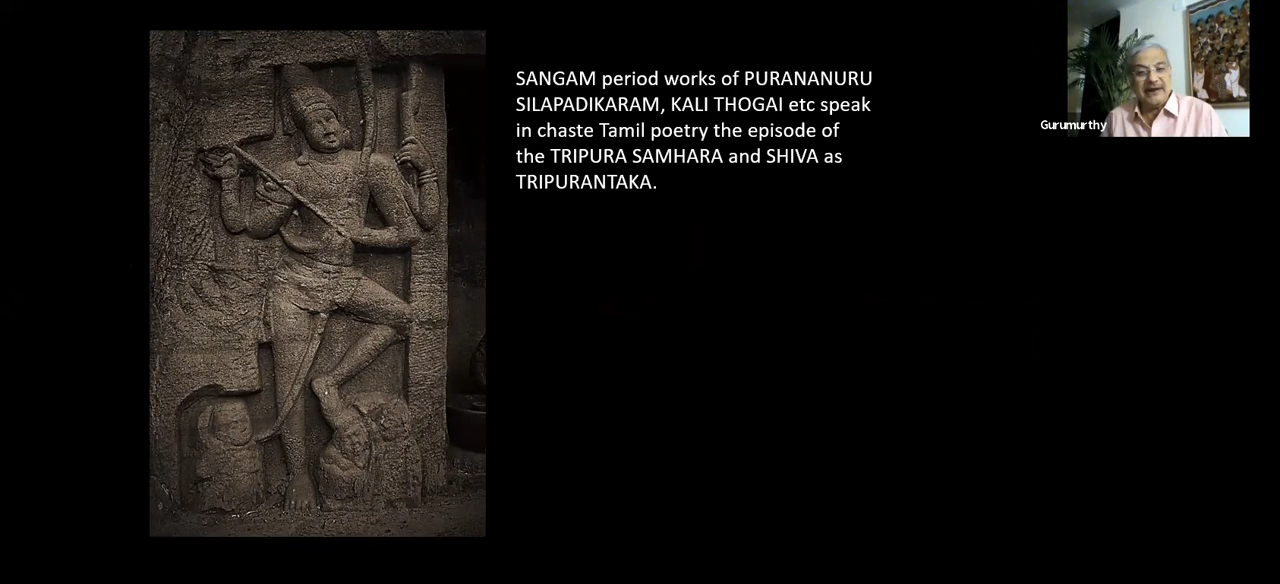 SANGAM period works of PURANANURU
SILAPADIKARAM, KALI THOGAI etc speak
in chaste Tamil poetry the episode of
the TRIPURA SAMHARA and SHIVA as
TRIPURANTAKA.
Gurumurthy